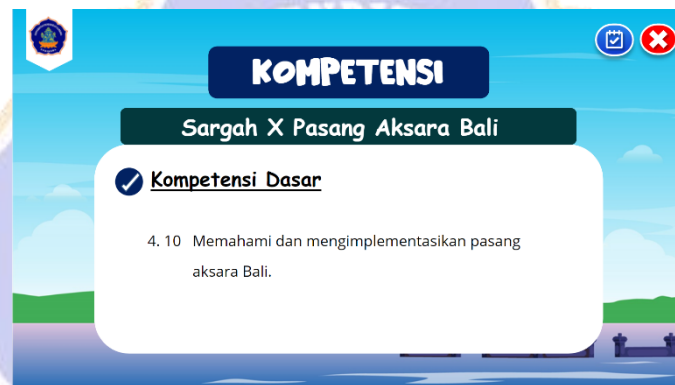 KOMPETENSI
Sargah X Pasang Aksara Bali
Kompetensi Dasar
4. 10 Memahami dan mengimplementasikan pasang
aksara Bali.